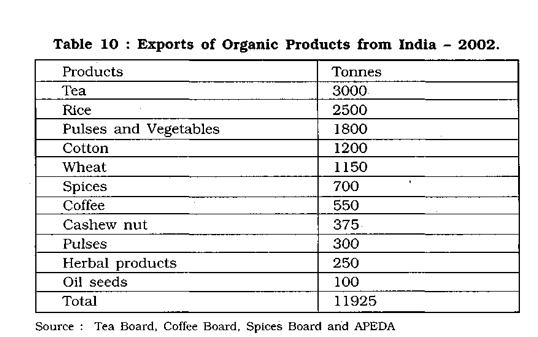 Table 10 : Exports of Organic Products from India – 2002.
Products Tonnes
Tea 3000
Rice 2500
Pulses and Vegetables 1800
Cotton 1200
Wheat 1150
Spices 700
Coffee 550
Cashew nut 375
Pulses 300
Herbal products 250
Oil seeds 100
Total 11925
Source : Tea Board, Coffee Board, Spices Board and APEDA